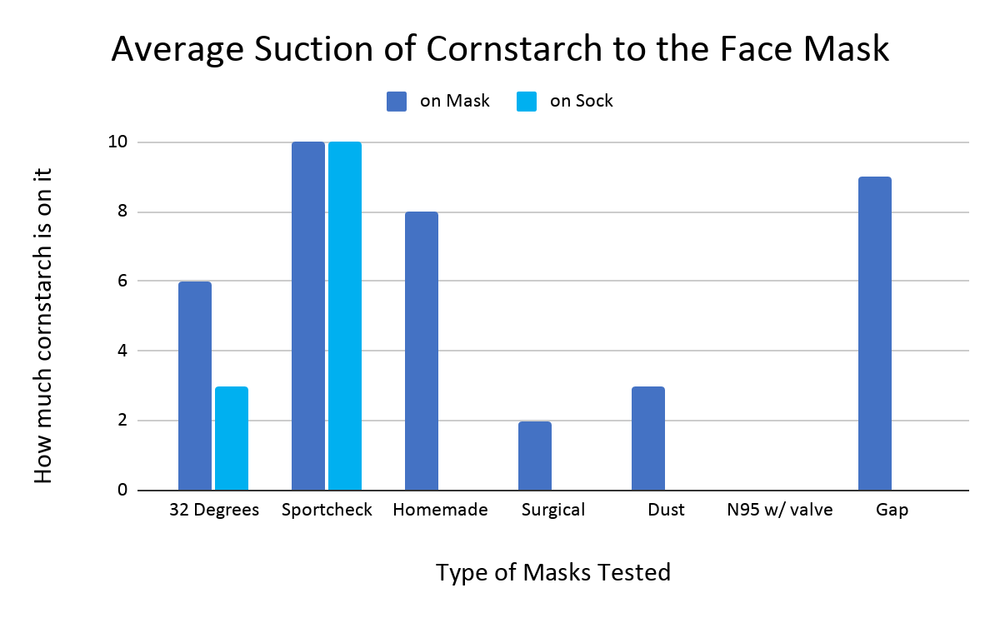 Average Suction of Cornstarch to the Face Mask
on Mask on Sock
How much cornstarch is on it
10
8
6
4
2
0
32 Degrees Sportcheck Homemade Surgical Dust N95 w/ valve Gap
Type of Masks Tested